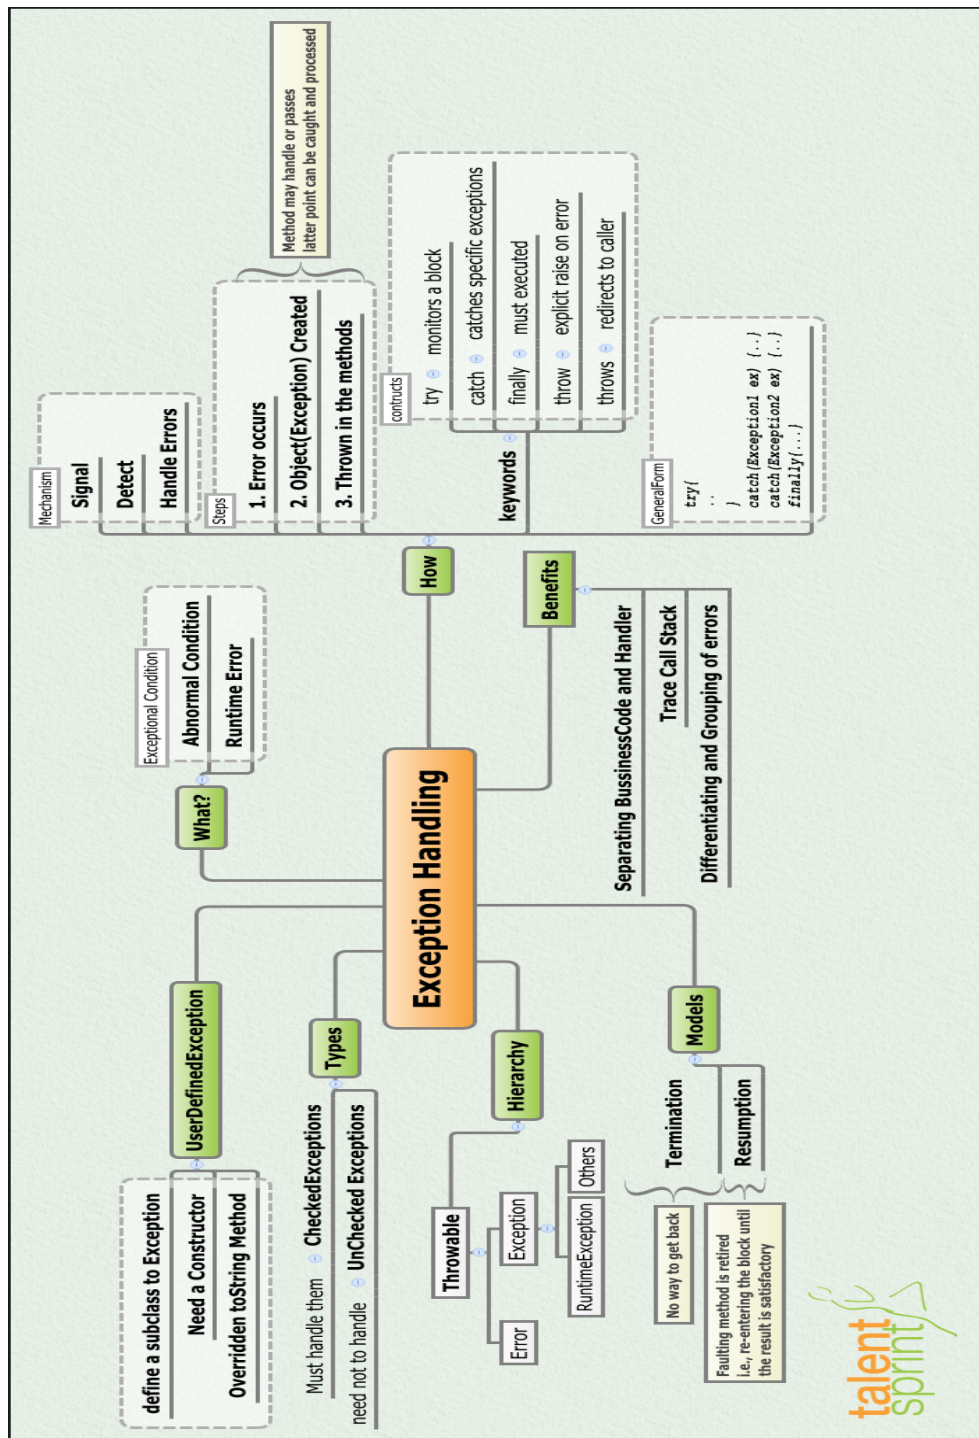 Exception Handling
What?
Exceptional Condition
Abnormal Condition
Runtime Error
How
Mechanism
Signal
Detect
Handle Errors
Steps
1. Error occurs
2. Object(Exception) Created
3. Thrown in the methods
Method may handle or passes
latter point can be caught and processed
keywords
contructs
try monitors a block
catch catches specific exceptions
finally must executed
throw explicit raise on error
throws redirects to caller
GeneralForm
try{
..
}
catch(Exception1 ex) {..}
catch(Exception2 ex) {..}
finally{...}
Benefits
Separating BussinessCode and Handler
Trace Call Stack
Differentiating and Grouping of errors
UserDefinedException
define a subclass to Exception
Need a Constructor
Overridden toString Method
Types
Must handle them CheckedExceptions
need not to handle UnChecked Exceptions
Hierarchy
Throwable
Error
Exception
RuntimeException
Others
Models
Termination
No way to get back
Resumption
Faulting method is retired
i.e., re-entering the block until
the result is satisfactory
talent
sprint